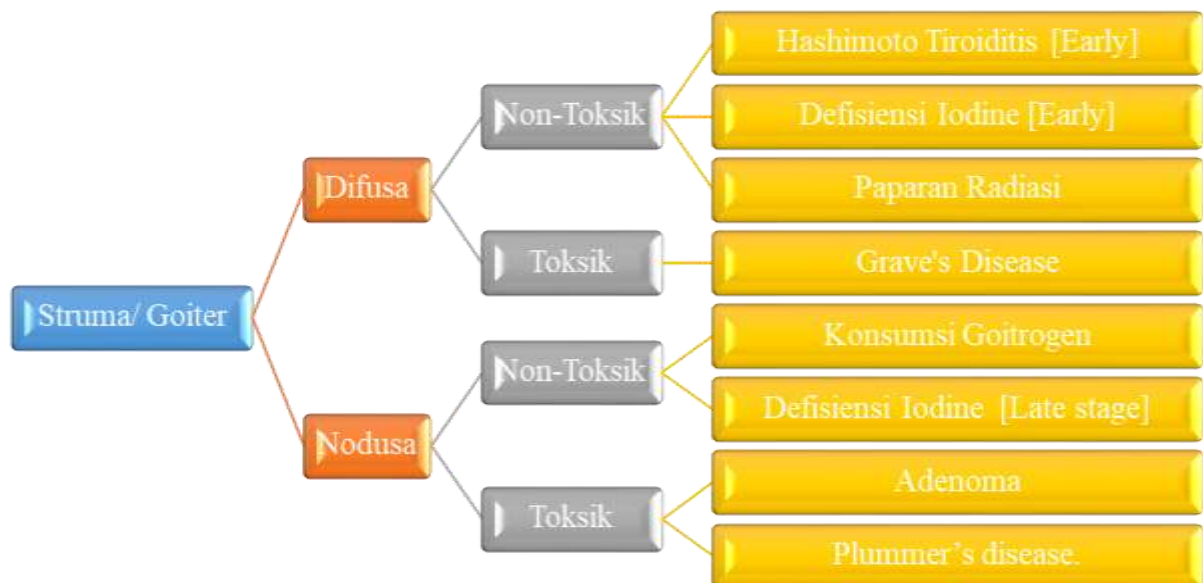 Struma/ Goiter
Difusa
Non-Toksik
Hashimoto Tiroiditis [Early]
Defisiensi Iodine [Early]
Paparan Radiasi
Toksik
Grave's Disease
Nodusa
Non-Toksik
Konsumsi Goitrogen
Defisiensi Iodine [Late stage]
Toksik
Adenoma
Plummer’s disease.